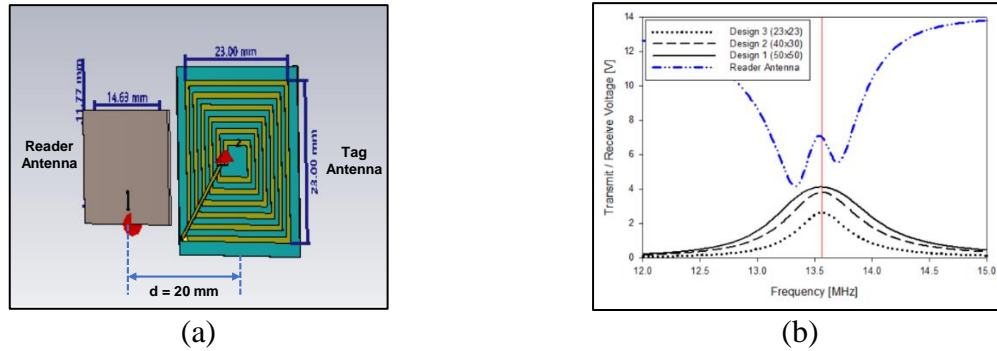 23.00 mm
11.77 mm
14.63 mm
23.00 mm
Reader
Antenna
Tag
Antenna
1
2
d = 20 mm
(a)
14
12
10
8
6
4
2
0
Transmit / Receive Voltage [V]
Design 3 (23x23)
Design 2 (40x30)
Design 1 (50x50)
Reader Antenna
12.0 12.5 13.0 13.5 14.0 14.5 15.0
Frequency [MHz]
(b)